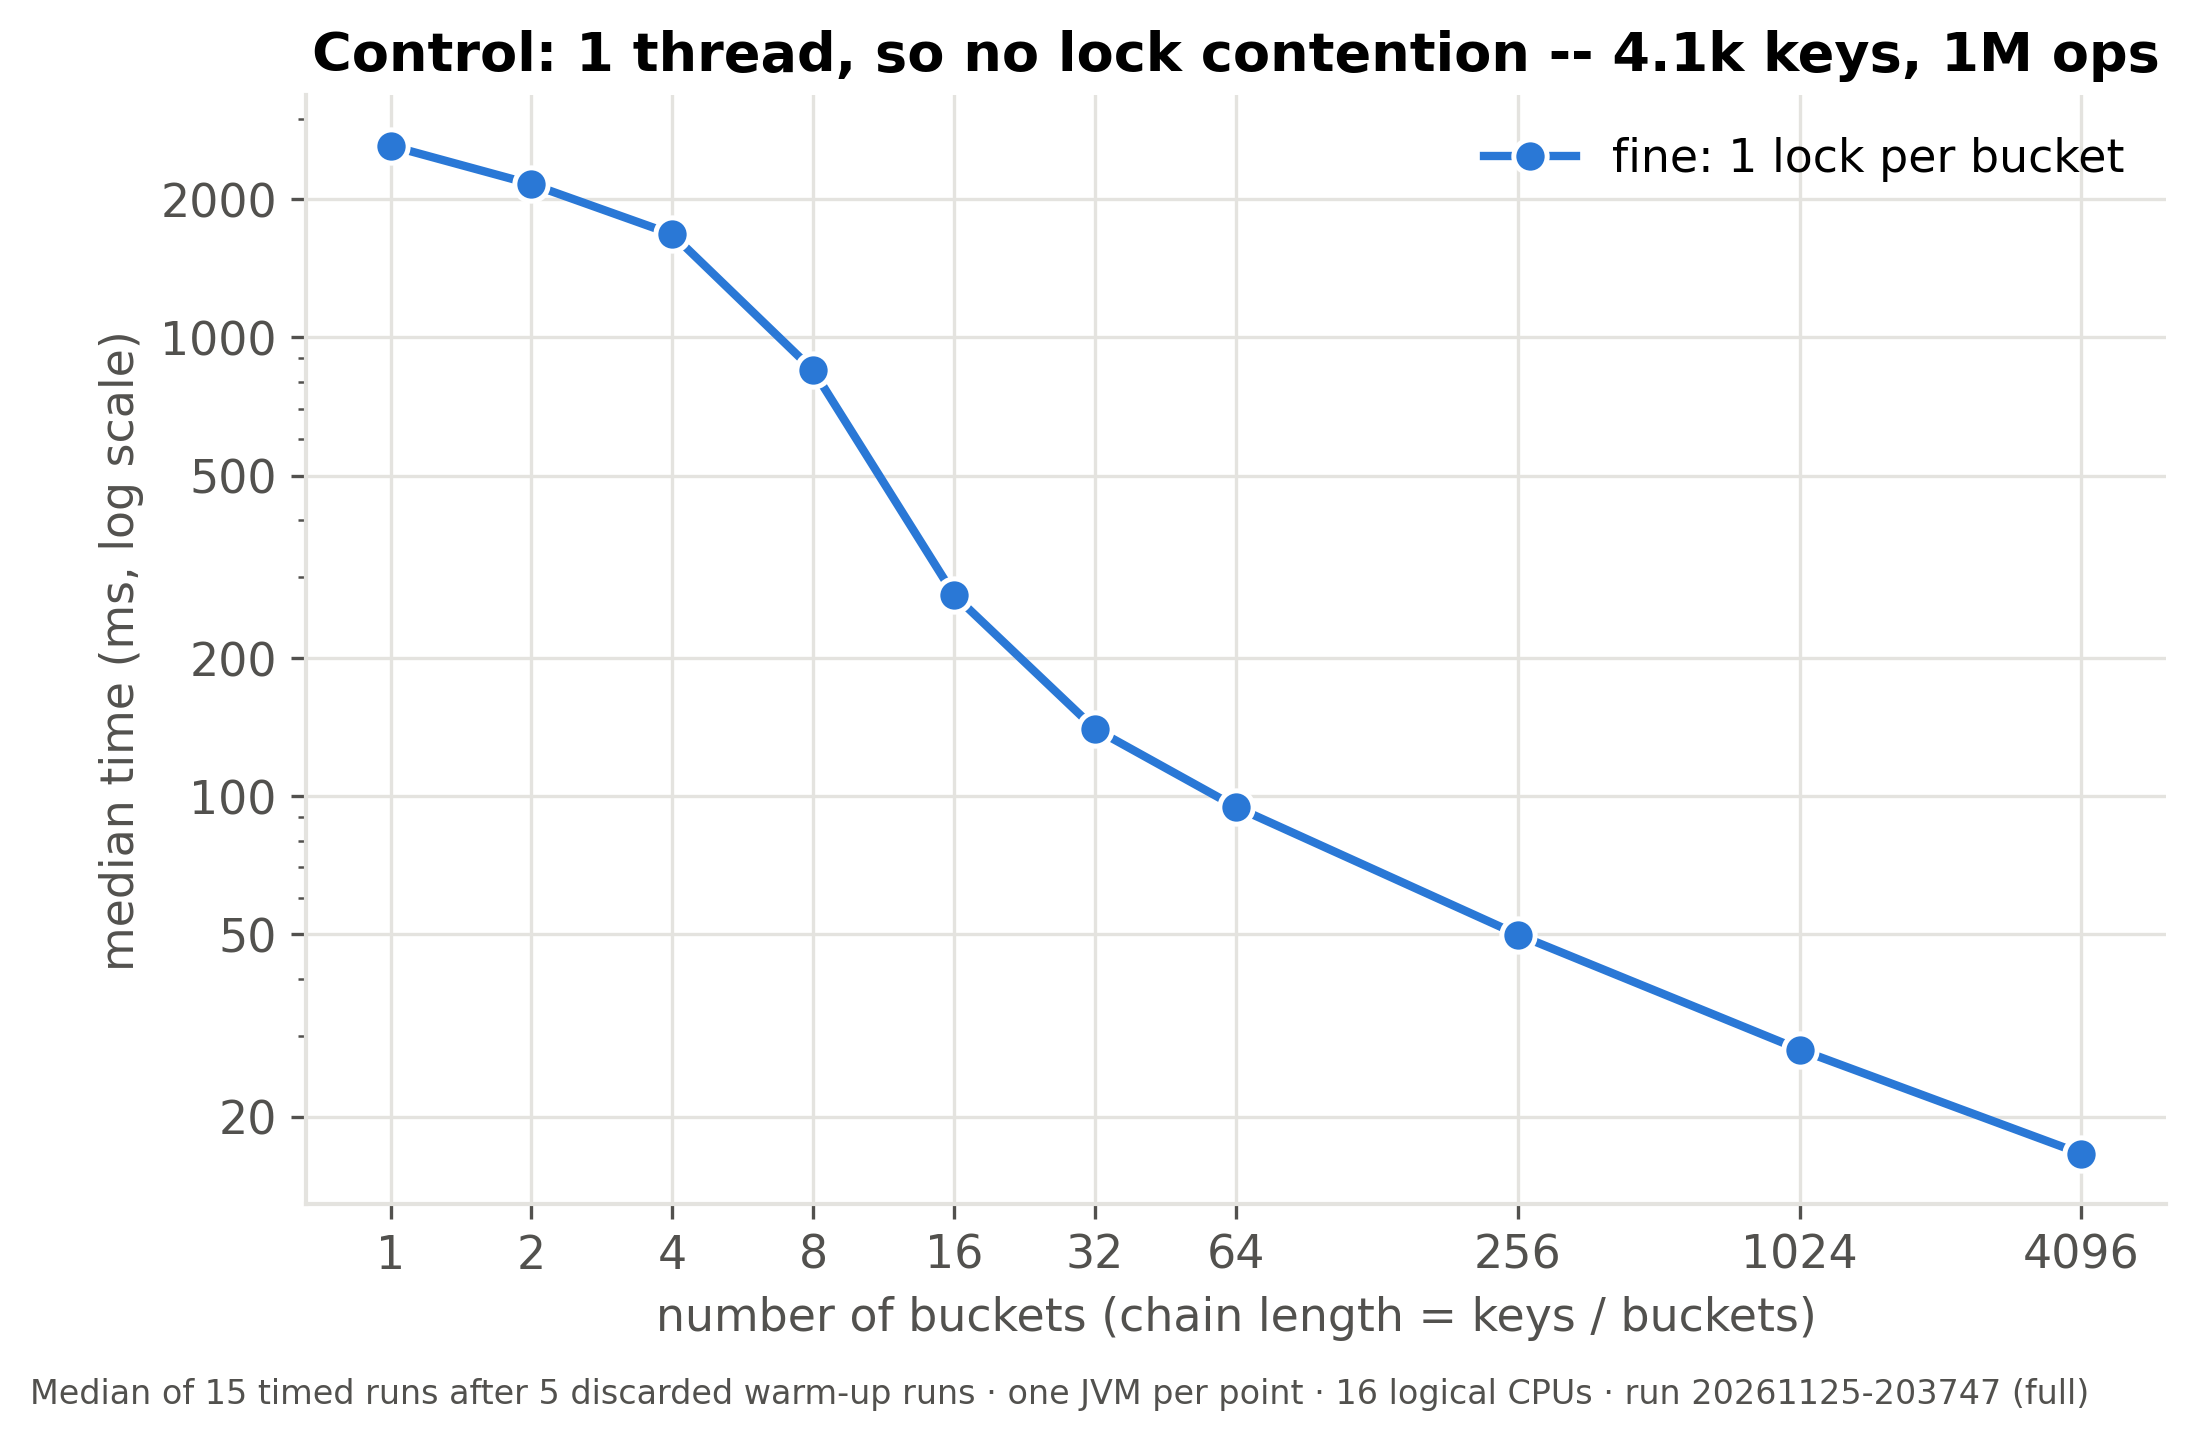 Control: 1 thread, so no lock contention -- 4.1k keys, 1M ops
fine: 1 lock per bucket
median time (ms, log scale)
2000
1000
500
200
100
50
20
1 2 4 8 16 32 64 256 1024 4096
number of buckets (chain length = keys / buckets)
Median of 15 timed runs after 5 discarded warm-up runs · one JVM per point · 16 logical CPUs · run 20261125-203747 (full)